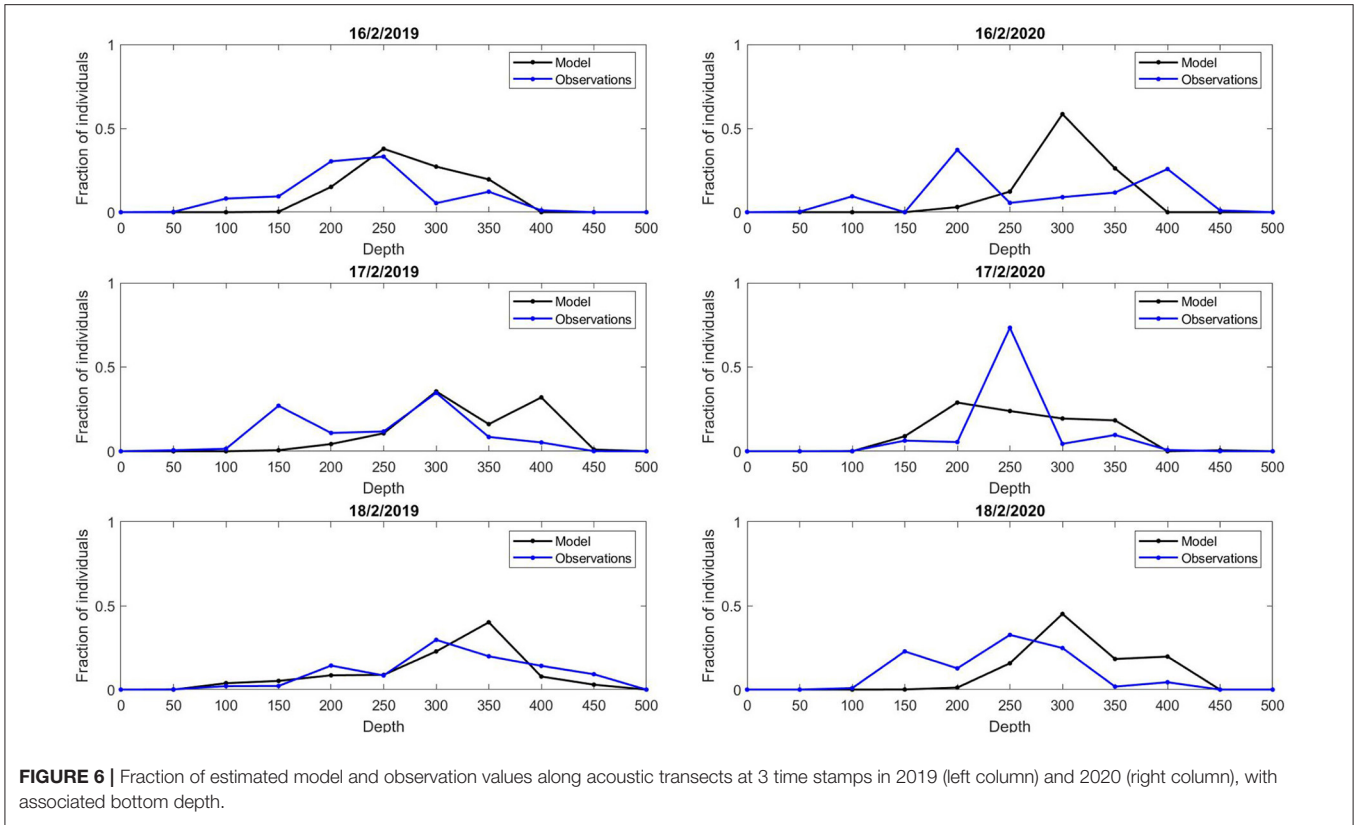 16/2/2019
Model
Observations
Fraction of individuals
1
0.5
0
0 50 100 150 200 250 300 350 400 450 500
Depth
16/2/2020
Model
Observations
Fraction of individuals
1
0.5
0
0 50 100 150 200 250 300 350 400 450 500
Depth
17/2/2019
Model
Observations
Fraction of individuals
1
0.5
0
0 50 100 150 200 250 300 350 400 450 500
Depth
17/2/2020
Model
Observations
Fraction of individuals
1
0.5
0
0 50 100 150 200 250 300 350 400 450 500
Depth
18/2/2019
Model
Observations
Fraction of individuals
1
0.5
0
0 50 100 150 200 250 300 350 400 450 500
Depth
18/2/2020
Model
Observations
Fraction of individuals
1
0.5
0
0 50 100 150 200 250 300 350 400 450 500
Depth
FIGURE 6 | Fraction of estimated model and observation values along acoustic transects at 3 time stamps in 2019 (left column) and 2020 (right column), with
associated bottom depth.